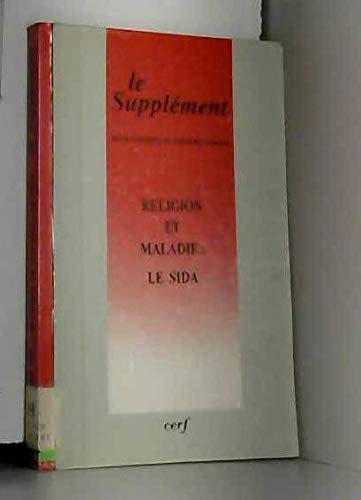 le
Supplément
RELIGION
ET
MALADIE:
LE SIDA
cerf